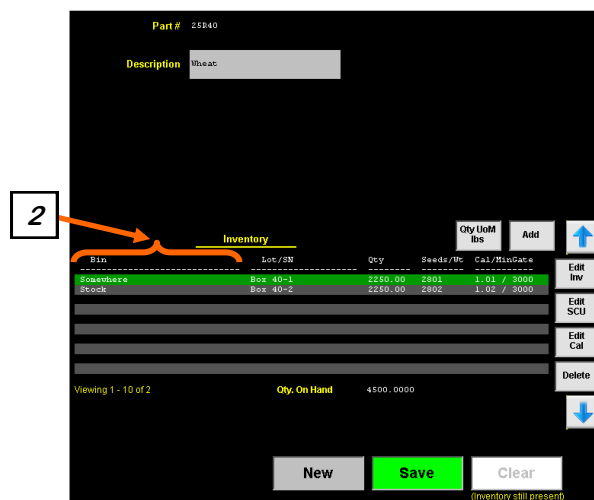 Part # 25R40
Description Wheat
2
Inventory
Qty UoM
lbs
Add
Bin Lot/SN Qty Seeds/Wt Cal/MinGate
Somewhere Box 40-1 2250.00 2801 1.01 / 3000
Stock Box 40-2 2250.00 2802 1.02 / 3000
Edit
Inv
Edit
SCU
Edit
Cal
Delete
Viewing 1 - 10 of 2 Qty. On Hand 4500.0000
New Save Clear
(Inventory still present)